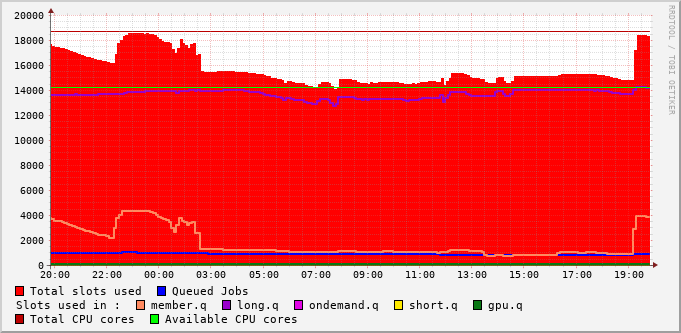 20000
18000
16000
14000
12000
10000
8000
6000
4000
2000
0
20:00 22:00 00:00 03:00 05:00 07:00 09:00 11:00 13:00 15:00 17:00 19:00
RRDTOOL / TOBI OETIKER
Total slots used Queued Jobs
Slots used in : member.q long.q ondemand.q short.q gpu.q
Total CPU cores Available CPU cores